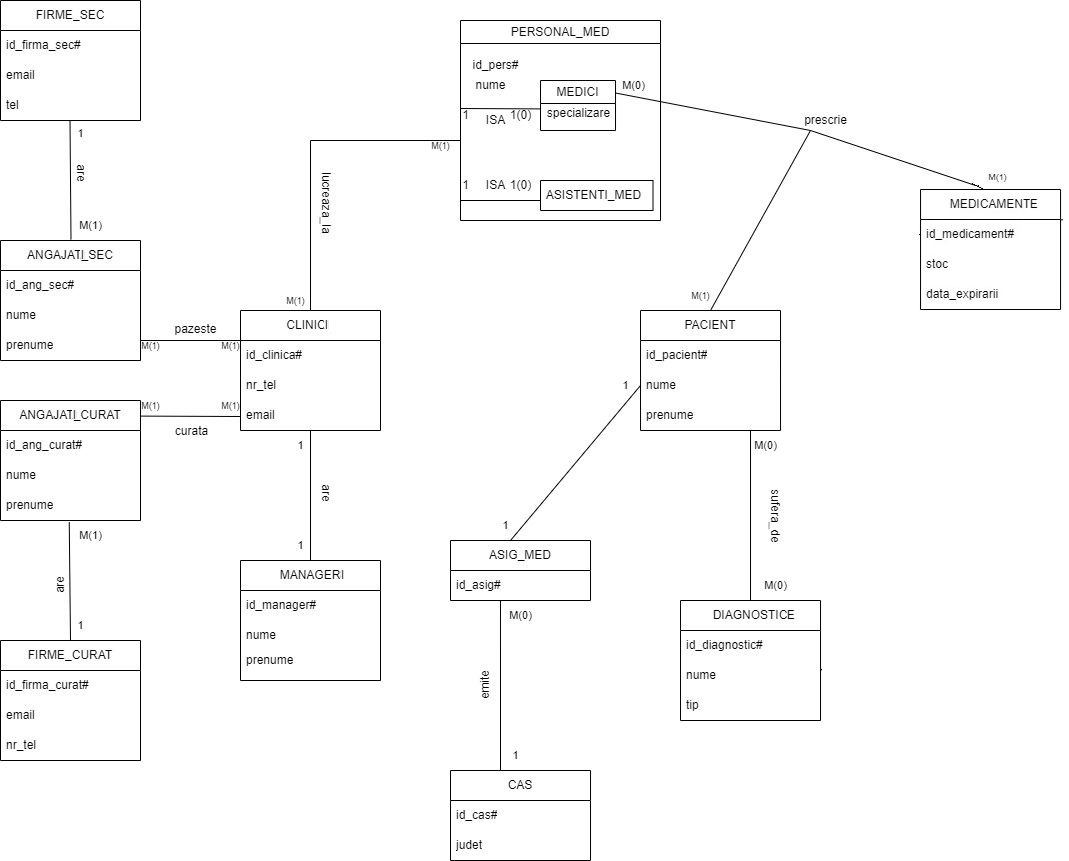 FIRME_SEC
id_firma_sec#
email
tel
1
are
M(1)
ANGAJATI_SEC
id_ang_sec#
nume
prenume
pazeste
M(1)
M(1)
ANGAJATI_CURAT
id_ang_curat#
nume
prenume
M(1)
M(1)
curata
M(1)
are
1
FIRME_CURAT
id_firma_curat#
email
nr_tel
PERSONAL_MED
id_pers#
nume
MEDICI
specializare
1
ISA
1(0)
1
ISA
1(0)
ASISTENTI_MED
M(1)
lucreaza_la
M(1)
CLINICI
id_clinica#
nr_tel
email
1
are
1
MANAGERI
id_manager#
nume
prenume
M(0)
prescrie
M(1)
MEDICAMENTE
id_medicament#
stoc
data_expirarii
M(1)
PACIENT
id_pacient#
nume
prenume
1
1
ASIG_MED
id_asig#
M(0)
emite
1
CAS
id_cas#
judet
M(0)
sufera_de
M(0)
DIAGNOSTICE
id_diagnostic#
nume
tip